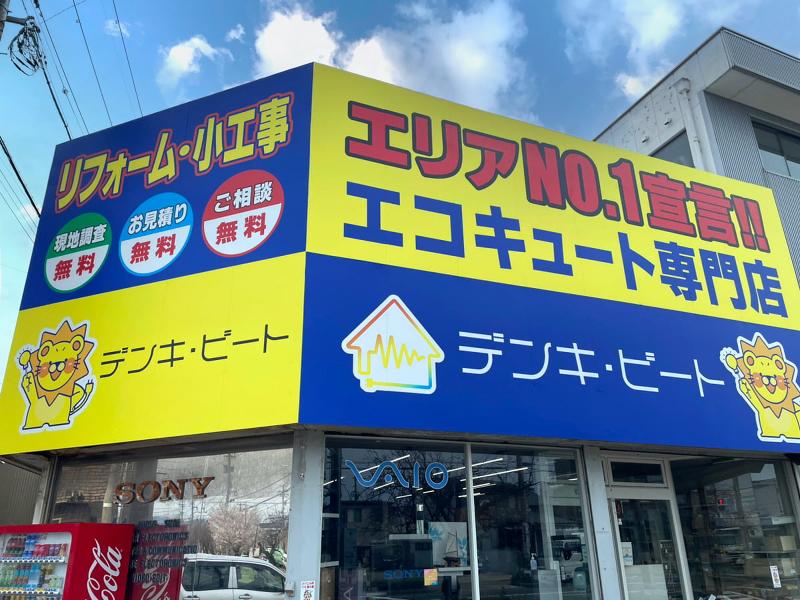 リフォーム・小工事
現地調査
無料
お見積り
無料
ご相談
無料
デンキ・ビート
エリアNO.1宣言!!
エコキュート専門店
デンキ・ビート
SONY
VAIO
SONY
Coca-Cola